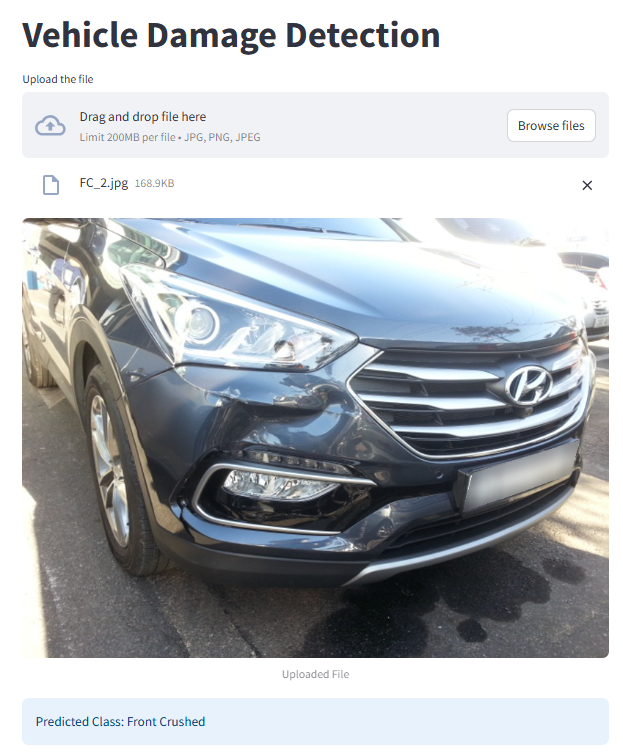 Vehicle Damage Detection
Upload the file
Drag and drop file here
Limit 200MB per file • JPG, PNG, JPEG
Browse files
FC_2.jpg 168.9KB
Uploaded File
Predicted Class: Front Crushed